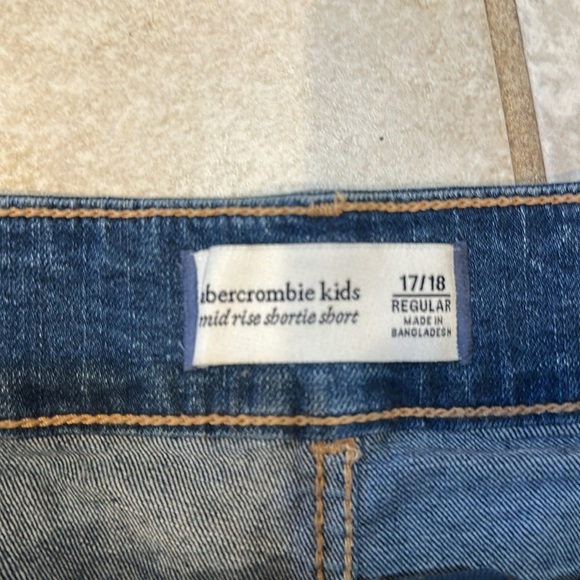 abercrombie kids
mid rise shortie short
17/18
REGULAR
MADE IN
BANGLADESH